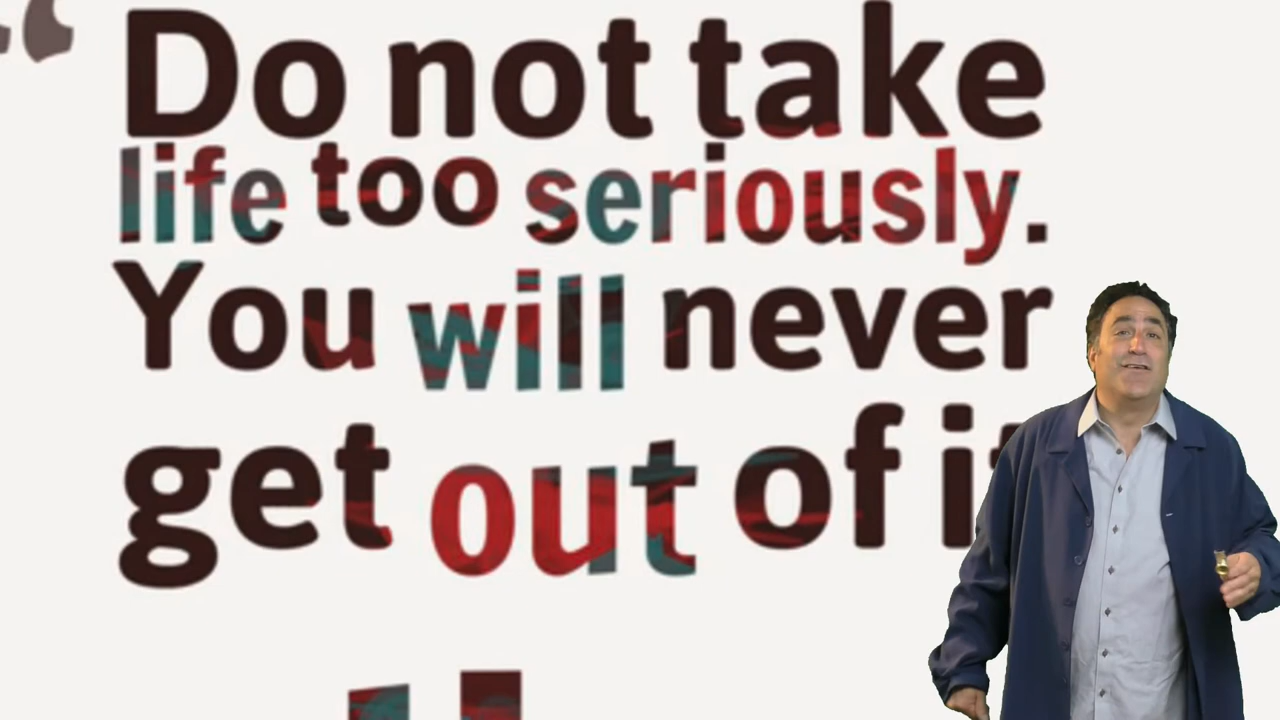 “Do not take
life too seriously.
You will never
get out of